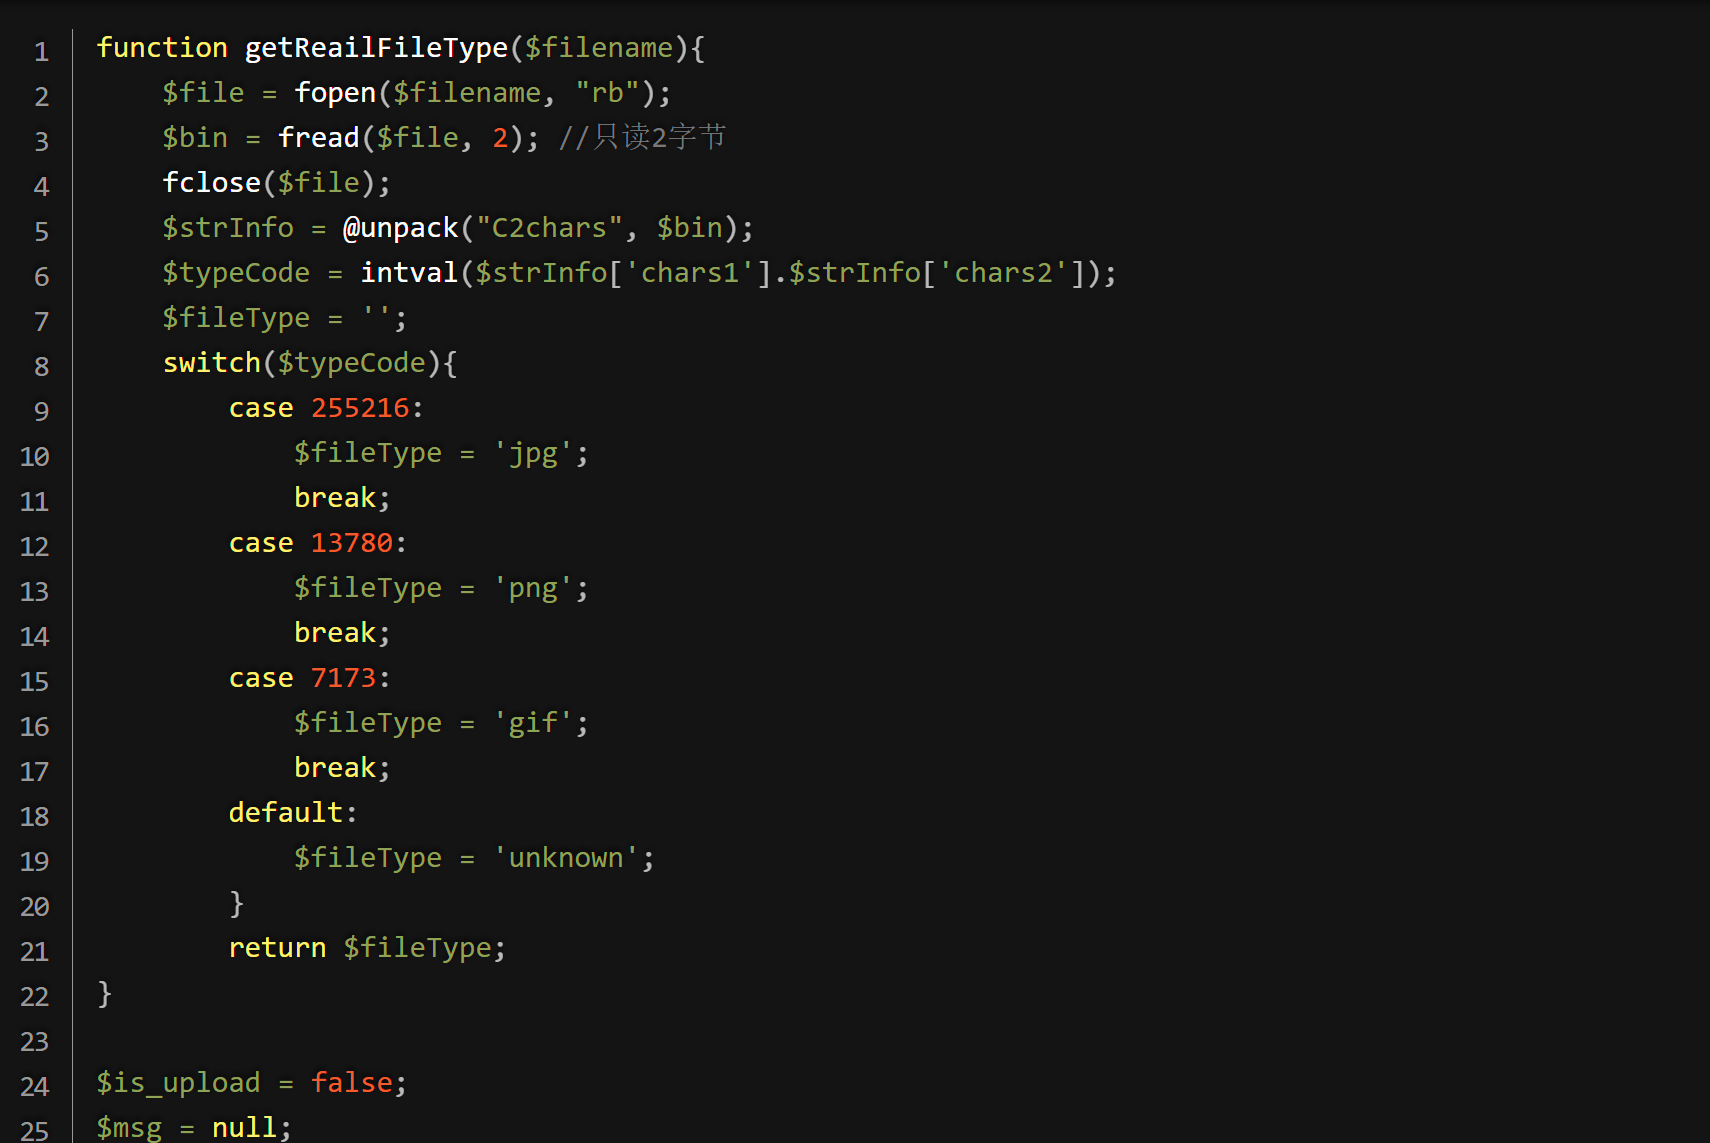 1 function getReailFileType($filename){
2     $file = fopen($filename, "rb");
3     $bin = fread($file, 2); //只读2字节
4     fclose($file);
5     $strInfo = @unpack("C2chars", $bin);
6     $typeCode = intval($strInfo['chars1'].$strInfo['chars2']);
7     $fileType = '';
8     switch($typeCode){
9         case 255216:
10             $fileType = 'jpg';
11             break;
12         case 13780:
13             $fileType = 'png';
14             break;
15         case 7173:
16             $fileType = 'gif';
17             break;
18         default:
19             $fileType = 'unknown';
20         }
21         return $fileType;
22 }
23
24 $is_upload = false;
25 $msg = null;